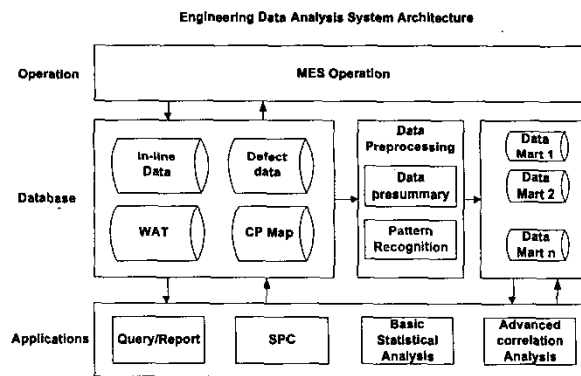 Engineering Data Analysis System Architecture
Operation
MES Operation
Database
In-line
Data
Defect
data
WAT
CP Map
Data
Preprocessing
Data
presummary
Pattern
Recognition
Data
Mart 1
Data
Mart 2
Data
Mart n
Applications
Query/Report
SPC
Basic
Statistical
Analysis
Advanced
correlation
Analysis